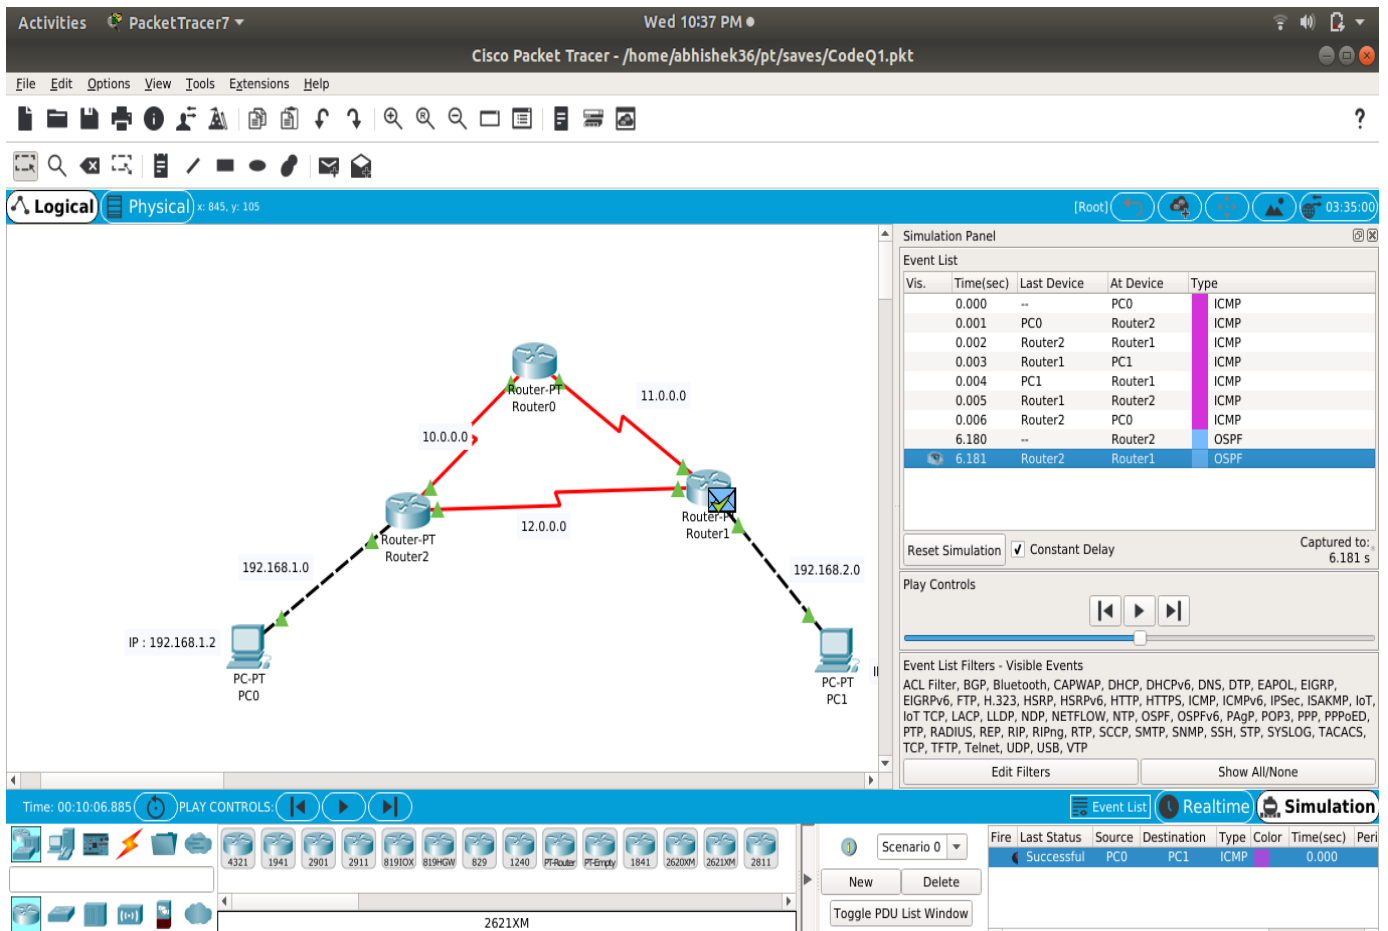 Activities PacketTracer7 Wed 10:37 PM
Cisco Packet Tracer - /home/abhishek36/pt/saves/CodeQ1.pkt
File Edit Options View Tools Extensions Help
?
Logical Physical x: 845, y: 105 [Root] 03:35:00
Simulation Panel
Event List
Vis. Time(sec) Last Device At Device Type
0.000 -- PC0 ICMP
0.001 PC0 Router2 ICMP
0.002 Router2 Router1 ICMP
0.003 Router1 PC1 ICMP
0.004 PC1 Router1 ICMP
0.005 Router1 Router2 ICMP
0.006 Router2 PC0 ICMP
6.180 -- Router2 OSPF
6.181 Router2 Router1 OSPF
Reset Simulation Constant Delay Captured to:
6.181 s
Play Controls
Event List Filters - Visible Events
ACL Filter, BGP, Bluetooth, CAPWAP, DHCP, DHCPv6, DNS, DTP, EAPOL, EIGRP,
EIGRPv6, FTP, H.323, HSRP, HSRPv6, HTTP, HTTPS, ICMP, ICMPv6, IPSec, ISAKMP, IoT,
IoT TCP, LACP, LLDP, NDP, NETFLOW, NTP, OSPF, OSPFv6, PAgP, POP3, PPP, PPPoED,
PTP, RADIUS, REP, RIP, RIPng, RTP, SCCP, SMTP, SNMP, SSH, STP, SYSLOG, TACACS,
TCP, TFTP, Telnet, UDP, USB, VTP
Edit Filters Show All/None
Router-PT
Router0
11.0.0.0
10.0.0.0
Router-PT
Router2
12.0.0.0
Router-P
Router1
192.168.1.0
192.168.2.0
IP : 192.168.1.2
PC-PT
PC0
PC-PT
PC1
Time: 00:10:06.885 PLAY CONTROLS: Event List Realtime Simulation
4321 1941 2901 2911 819IOX 819HGW 829 1240 PT-Router PT-Empty 1841 2620XM 2621XM 2811
2621XM
Scenario 0
New Delete
Toggle PDU List Window
Fire Last Status Source Destination Type Color Time(sec) Peri
Successful PC0 PC1 ICMP 0.000